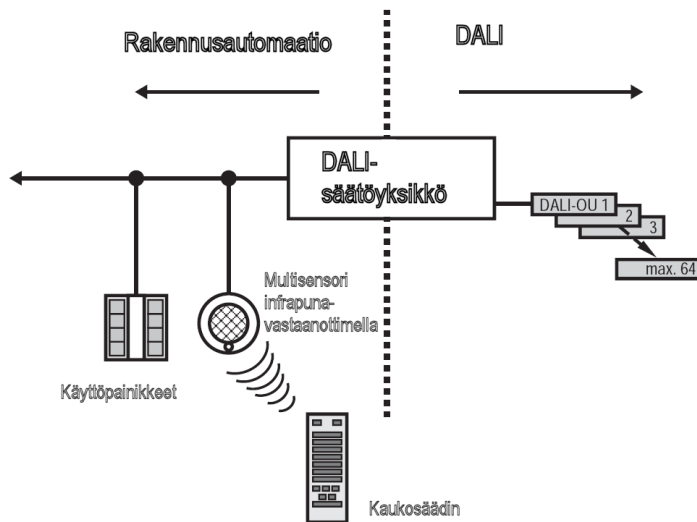 Rakennusautomaatio
DALI
DALI-
säätöyksikkö
DALI-OU 1
2
3
max. 64
Multisensori
infrapuna-
vastaanottimella
Käyttöpainikkeet
Kaukosäädin